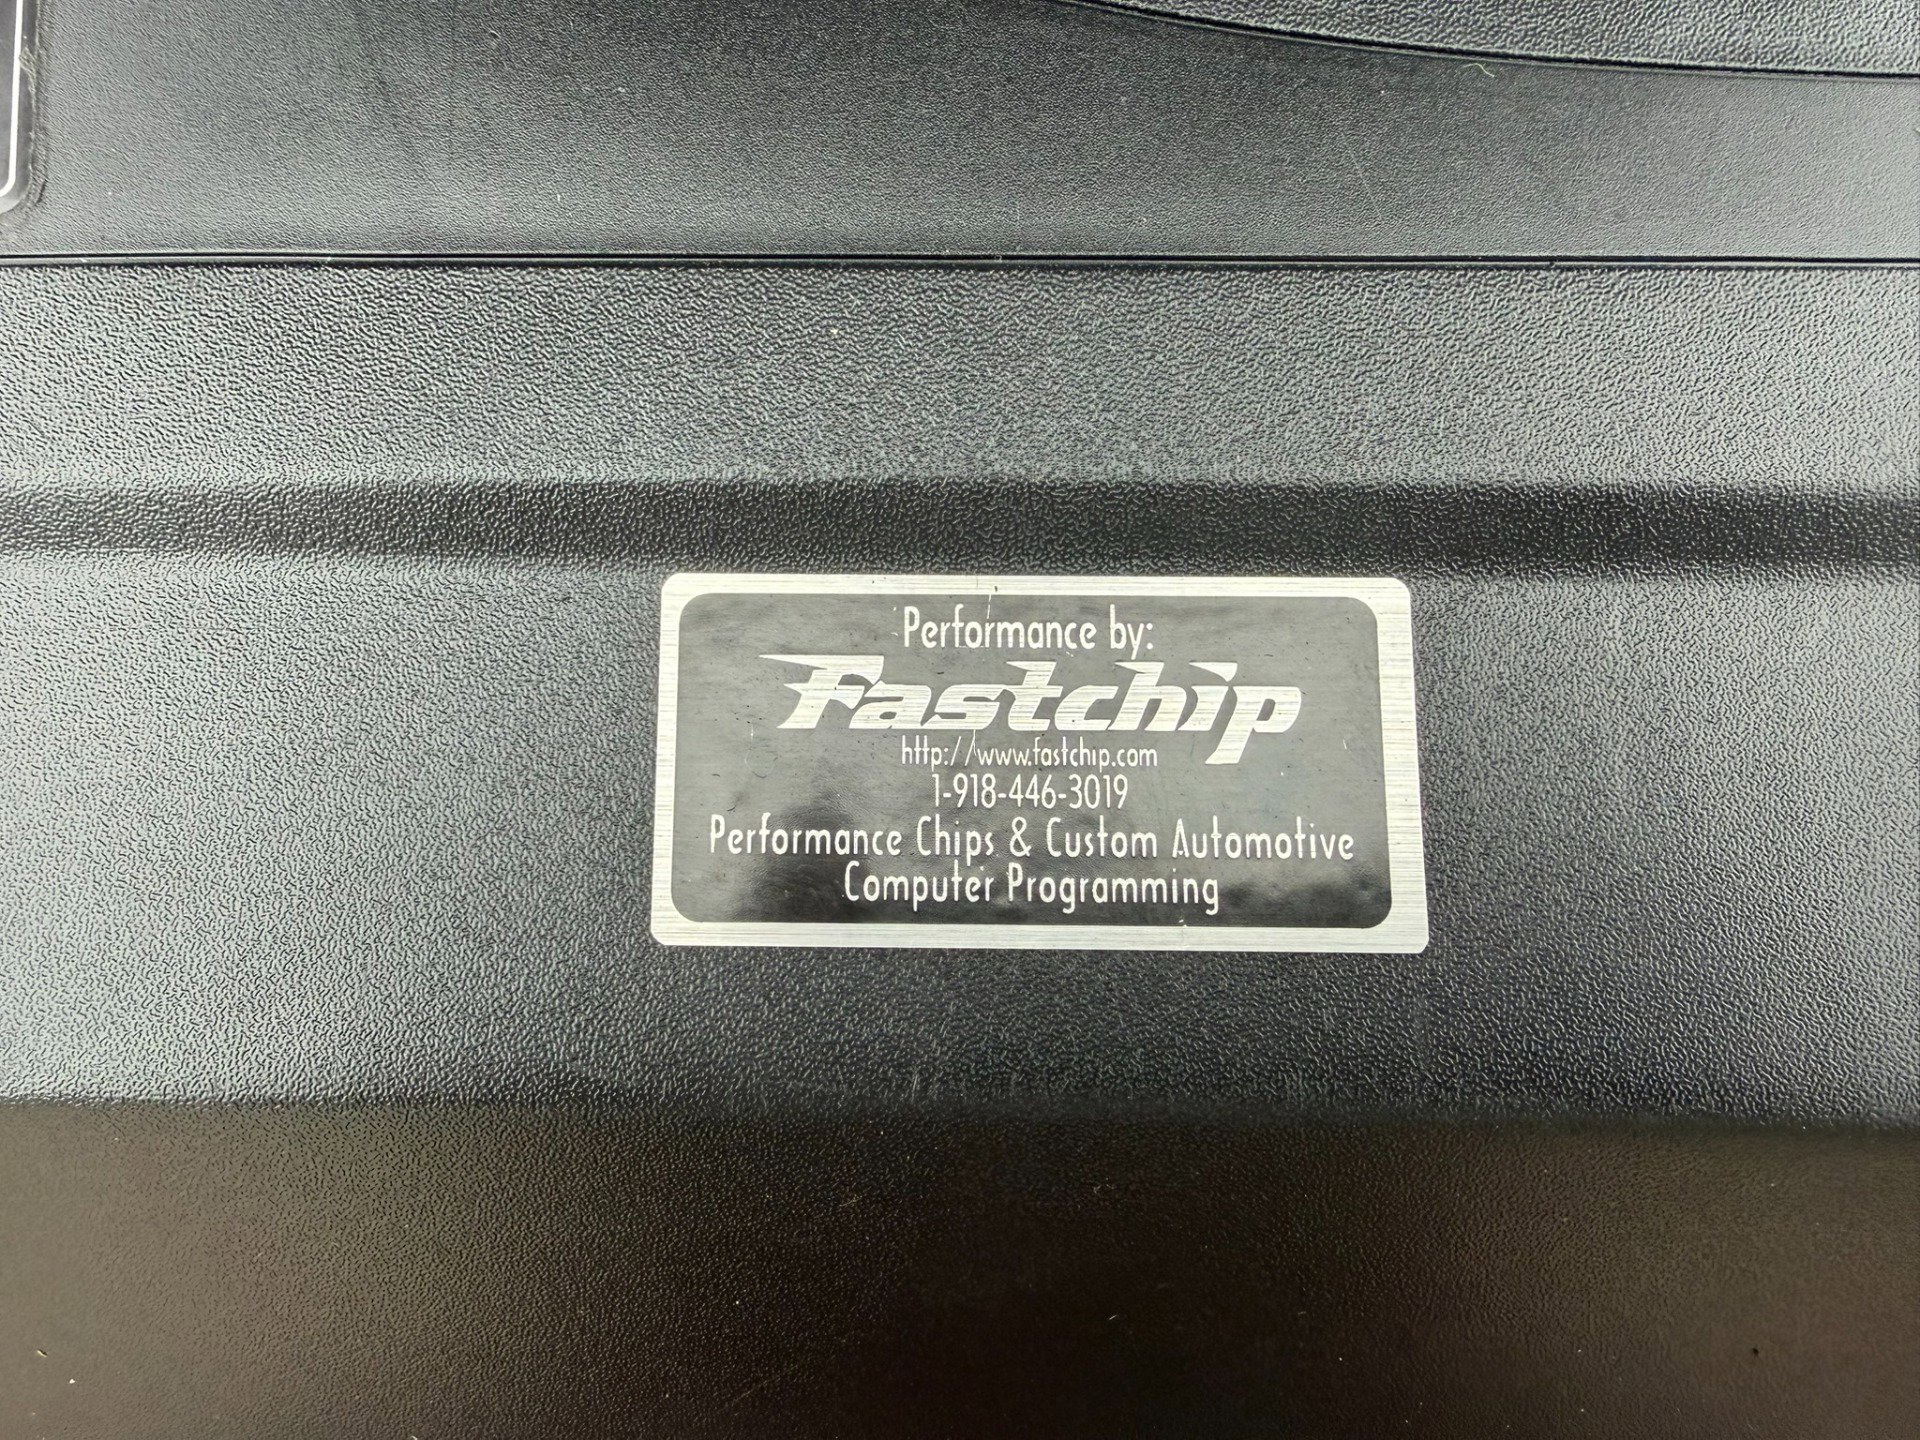 Performance by:
Fastchip
http://www.fastchip.com
1-918-446-3019
Performance Chips & Custom Automotive
Computer Programming